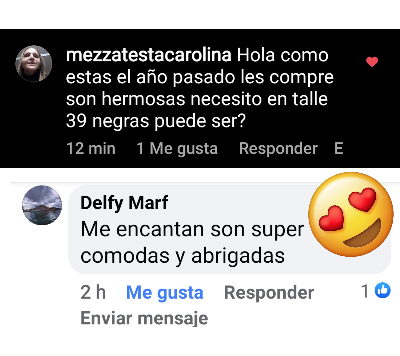 mezzatestacarolina Hola como
estas el año pasado les compre
son hermosas necesito en talle
39 negras puede ser?
12 min 1 Me gusta Responder E
Delfy Marf
Me encantan son super
comodas y abrigadas
2 h Me gusta Responder 1
Enviar mensaje